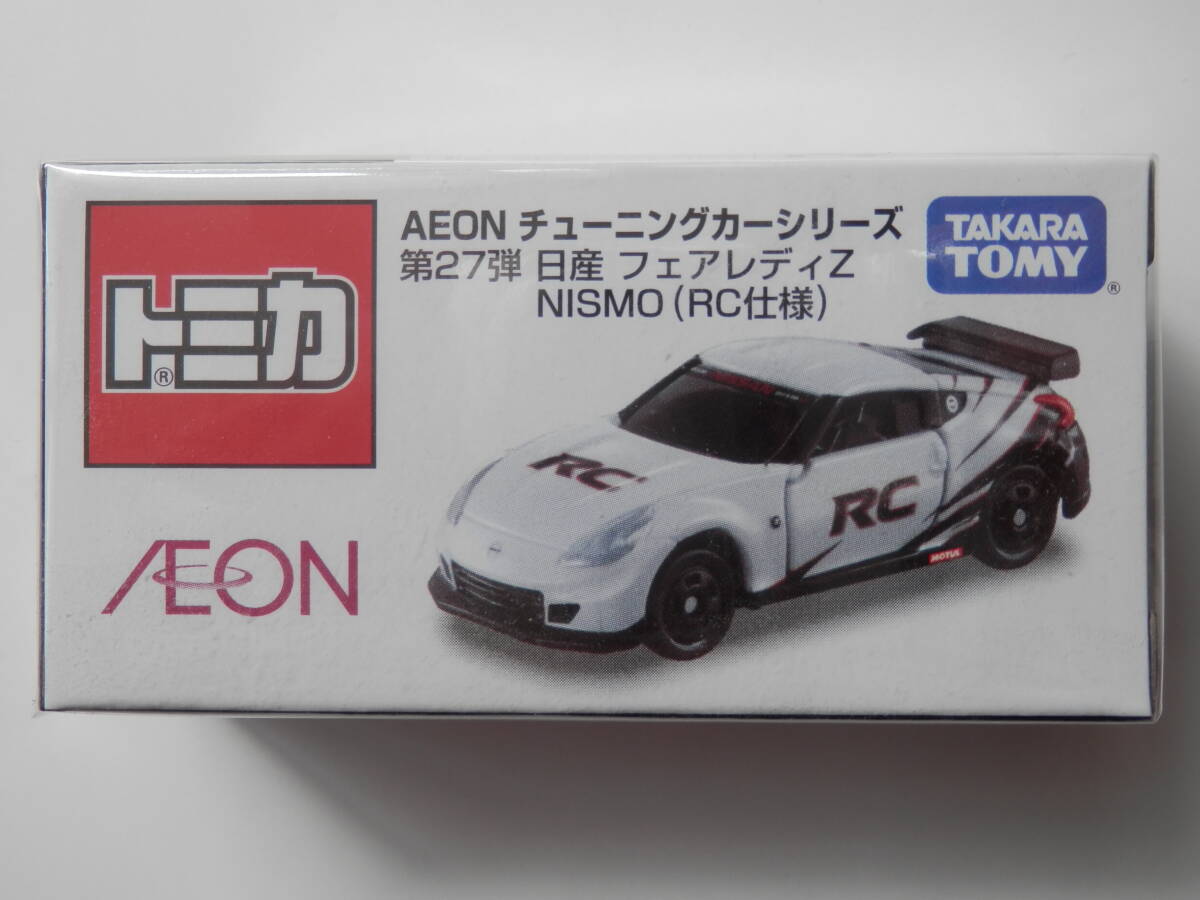 トミカ®
AEON チューニングカーシリーズ
第27弾 日産 フェアレディZ
NISMO(RC仕様)
TAKARA
TOMY®
RC
RC
MOTUL
ÆON